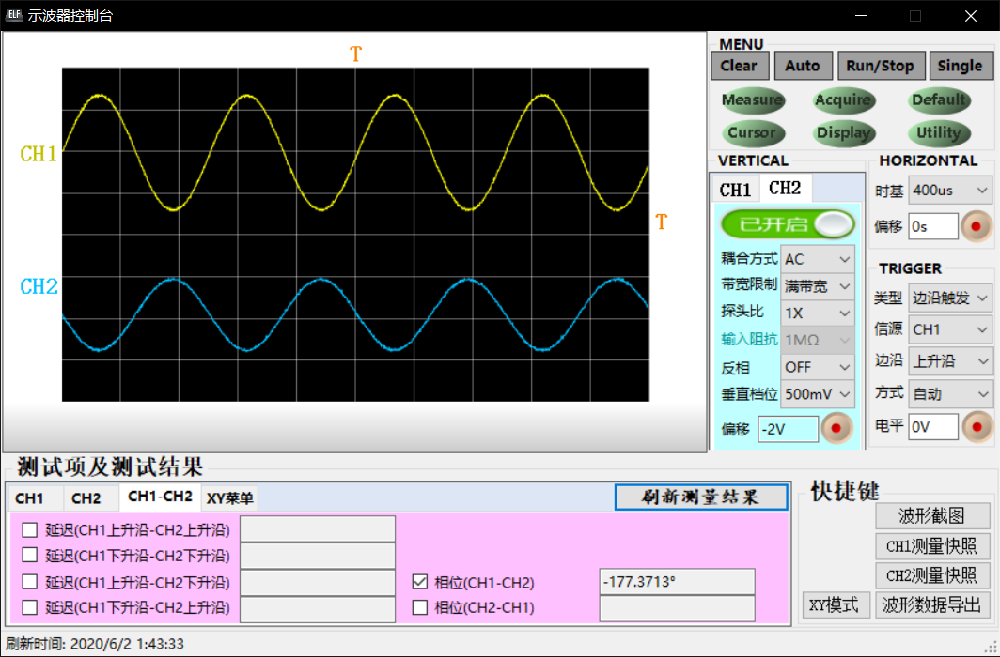 ELF 示波器控制台
T
CH1
T
CH2
MENU
Clear Auto Run/Stop Single
Measure Acquire Default
Cursor Display Utility
VERTICAL
CH1 CH2
已开启
耦合方式 AC
带宽限制 满带宽
探头比 1X
输入阻抗 1MΩ
反相 OFF
垂直档位 500mV
偏移 -2V
HORIZONTAL
时基 400us
偏移 0s
TRIGGER
类型 边沿触发
信源 CH1
边沿 上升沿
方式 自动
电平 0V
测试项及测试结果
CH1 CH2 CH1-CH2 XY菜单 刷新测量结果
延迟(CH1上升沿-CH2上升沿)
延迟(CH1下升沿-CH2下升沿)
延迟(CH1上升沿-CH2下升沿) 相位(CH1-CH2) -177.3713°
延迟(CH1下升沿-CH2上升沿) 相位(CH2-CH1)
快捷键
波形截图
CH1测量快照
CH2测量快照
XY模式 波形数据导出
刷新时间: 2020/6/2 1:43:33